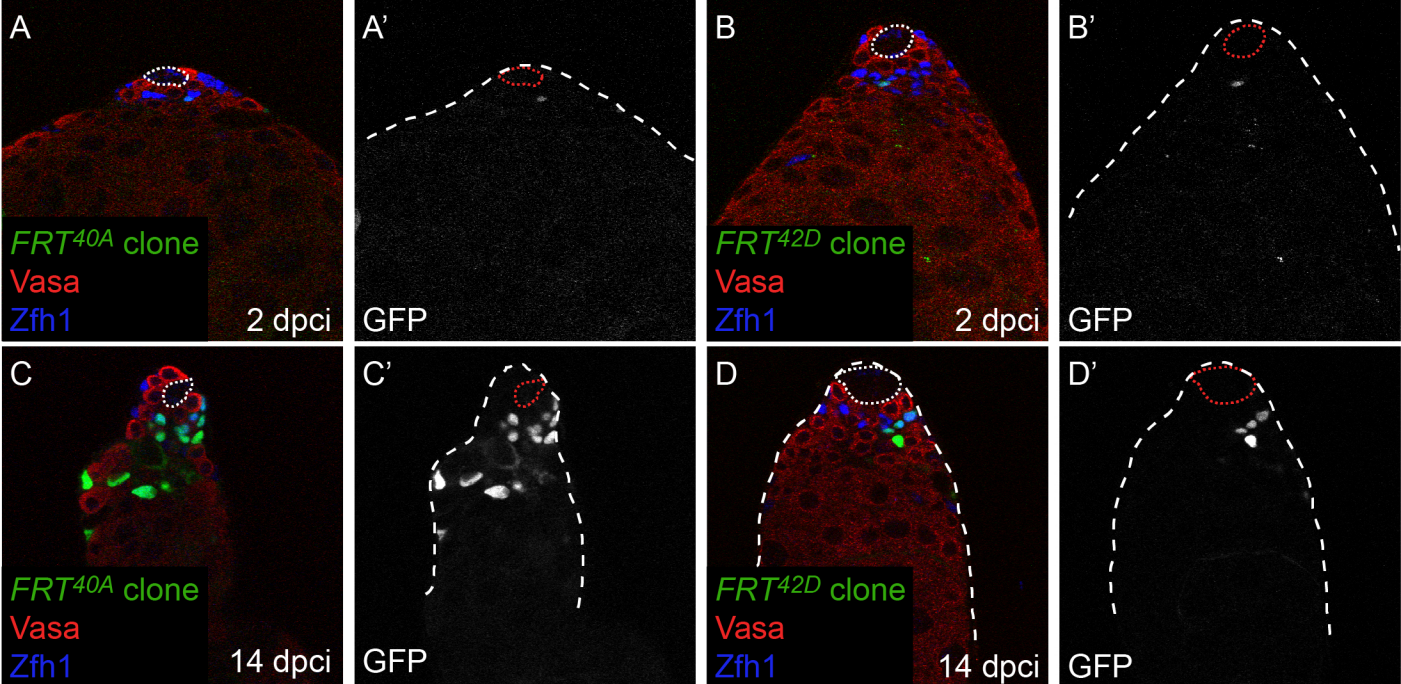 A
FRT40A clone
Vasa
Zfh1
2 dpci
A’
GFP
B
FRT42D clone
Vasa
Zfh1
2 dpci
B’
GFP
C
FRT40A clone
Vasa
Zfh1
14 dpci
C’
GFP
D
FRT42D clone
Vasa
Zfh1
14 dpci
D’
GFP